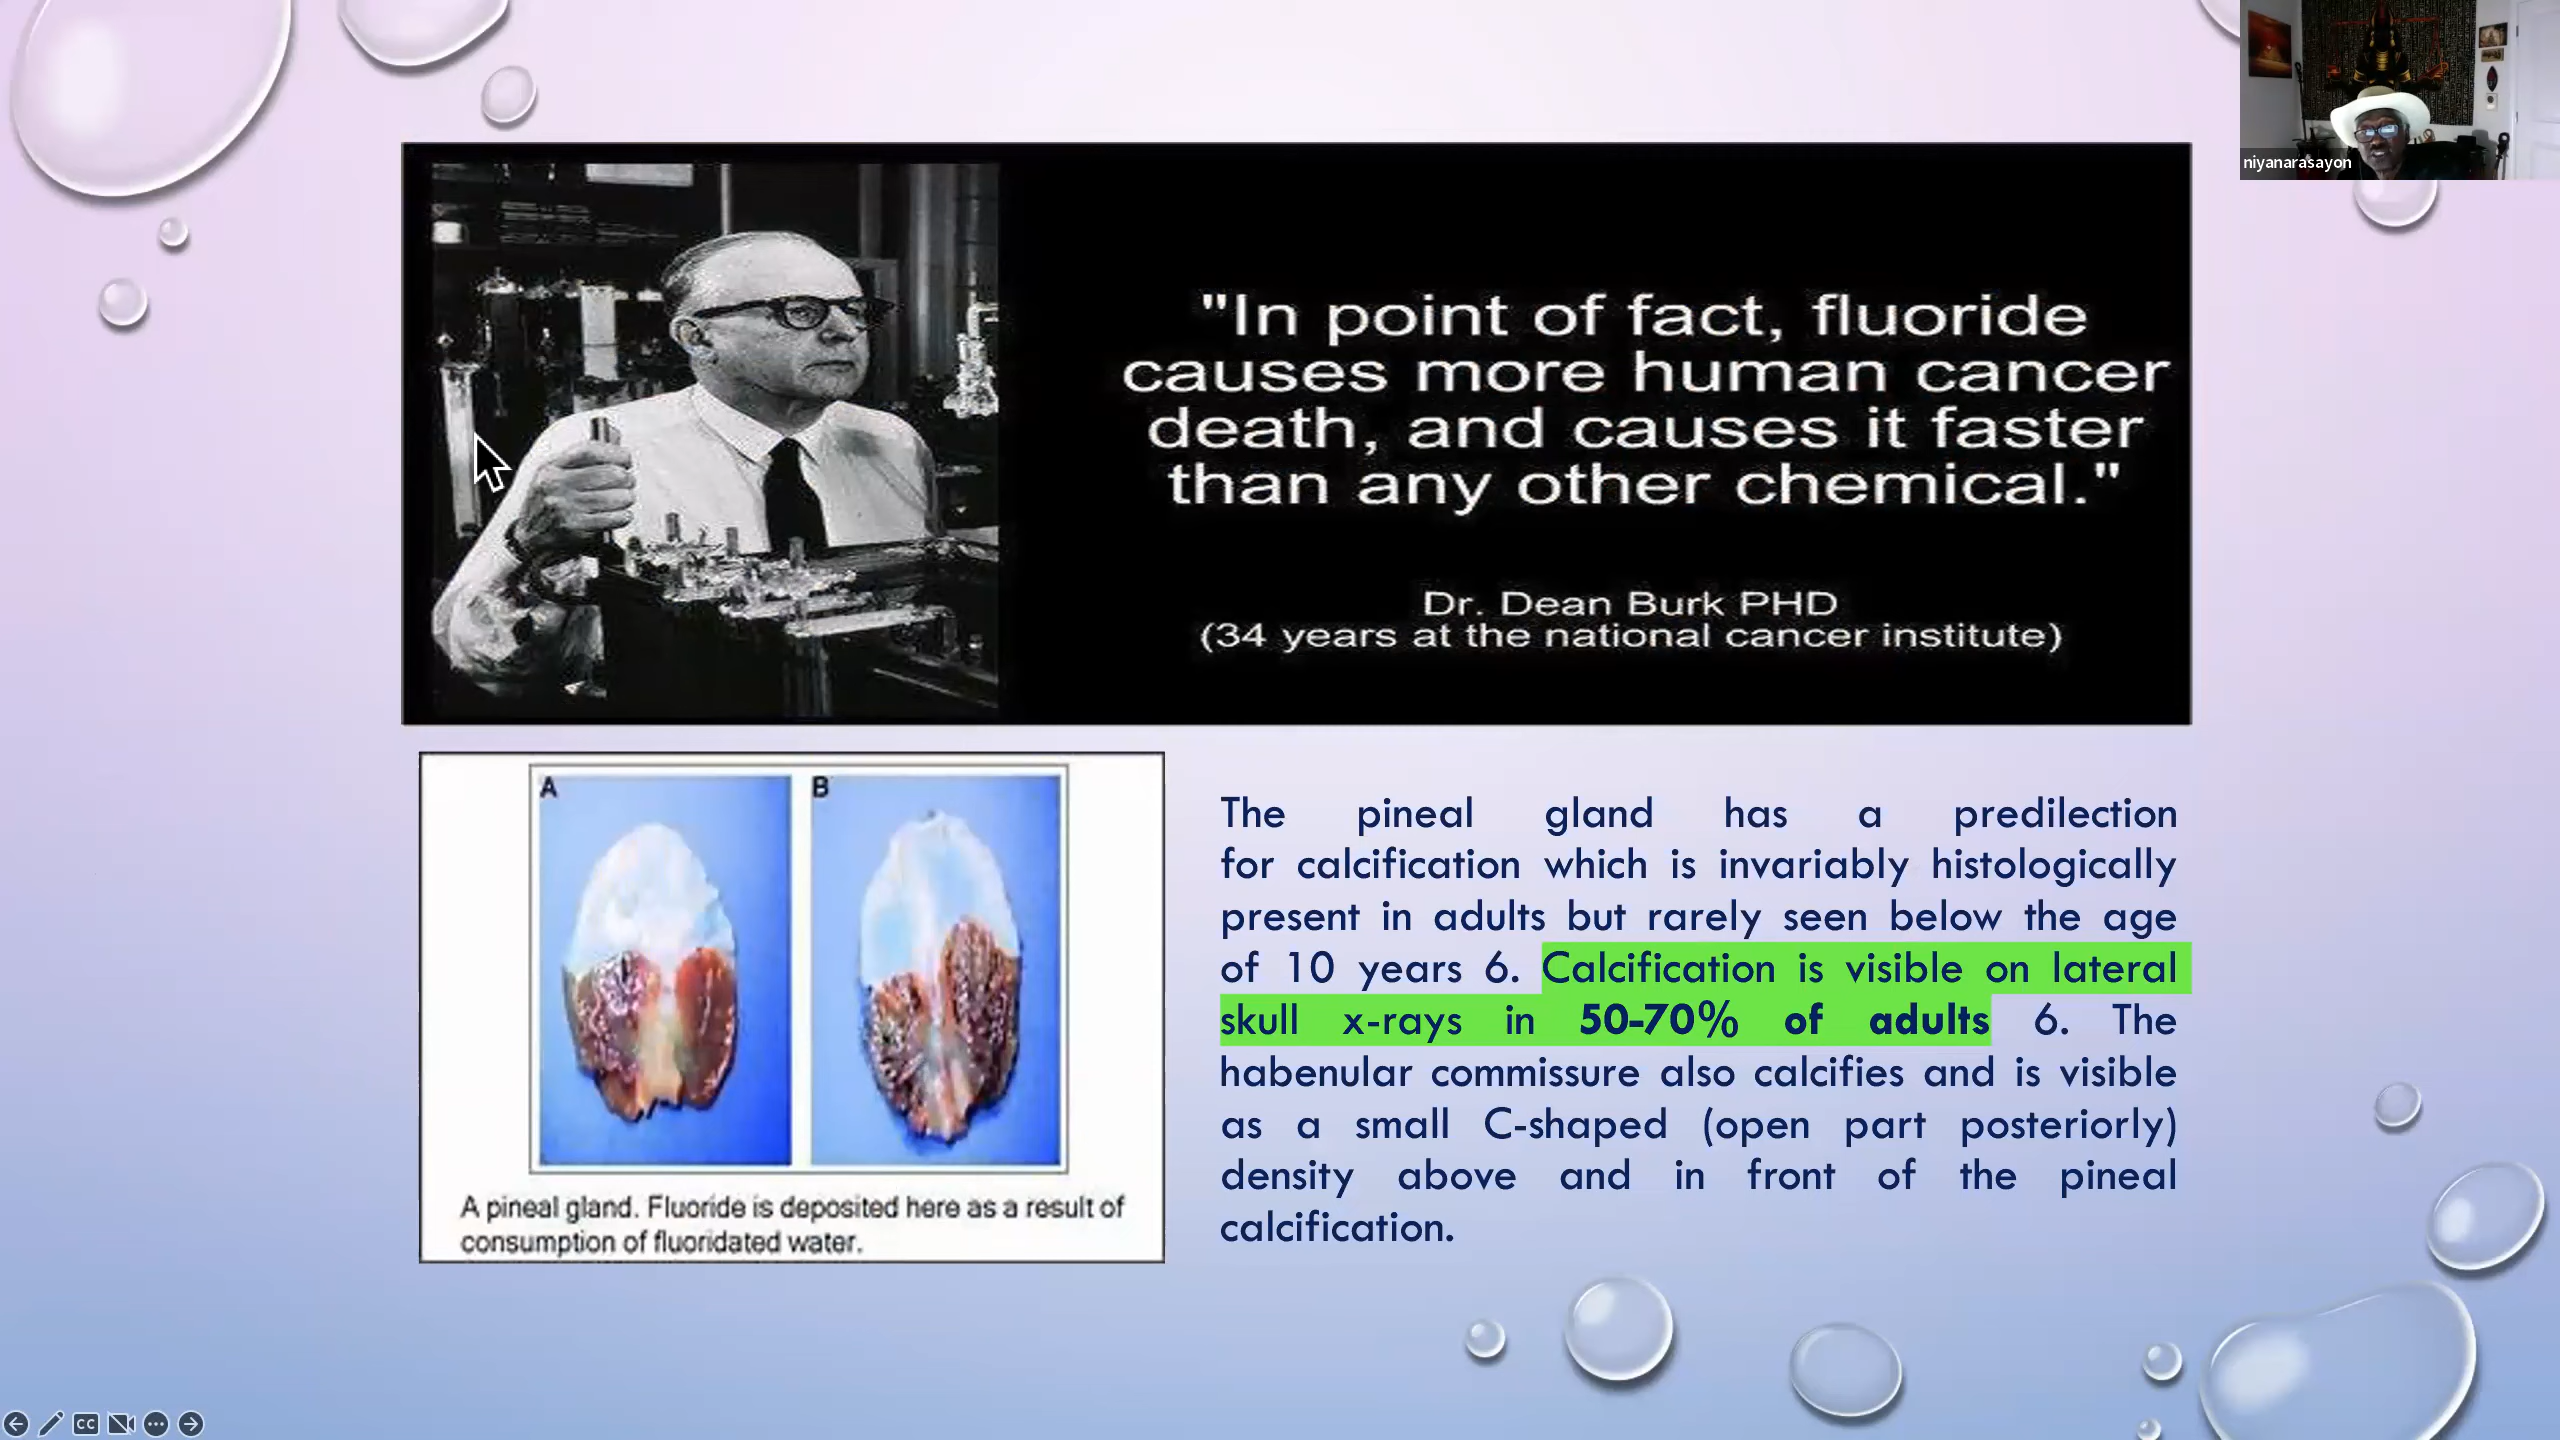 niyanarasayon
"In point of fact, fluoride
causes more human cancer
death, and causes it faster
than any other chemical."
Dr. Dean Burk PHD
(34 years at the national cancer institute)
A
B
A pineal gland. Fluoride is deposited here as a result of
consumption of fluoridated water.
The pineal gland has a predilection
for calcification which is invariably histologically
present in adults but rarely seen below the age
of 10 years 6. Calcification is visible on lateral
skull x-rays in 50-70% of adults 6. The
habenular commissure also calcifies and is visible
as a small C-shaped (open part posteriorly)
density above and in front of the pineal
calcification.
CC